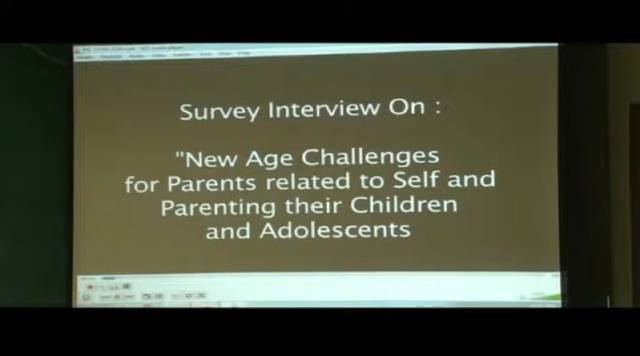 Survey Interview On :
"New Age Challenges
for Parents related to Self and
Parenting their Children
and Adolescents